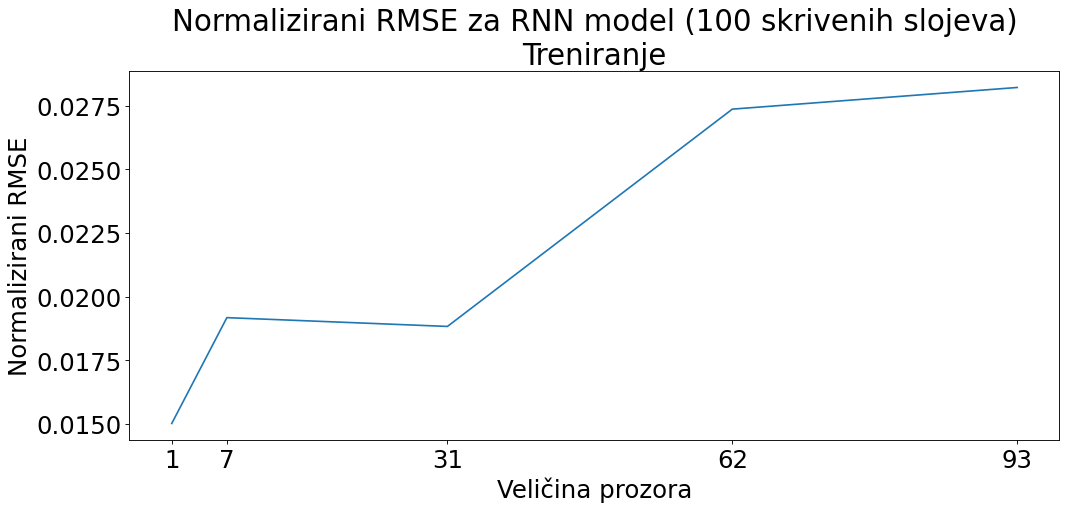 Normalizirani RMSE za RNN model (100 skrivenih slojeva)
Treniranje
Normalizirani RMSE
0.0275
0.0250
0.0225
0.0200
0.0175
0.0150
1 7 31 62 93
Veličina prozora